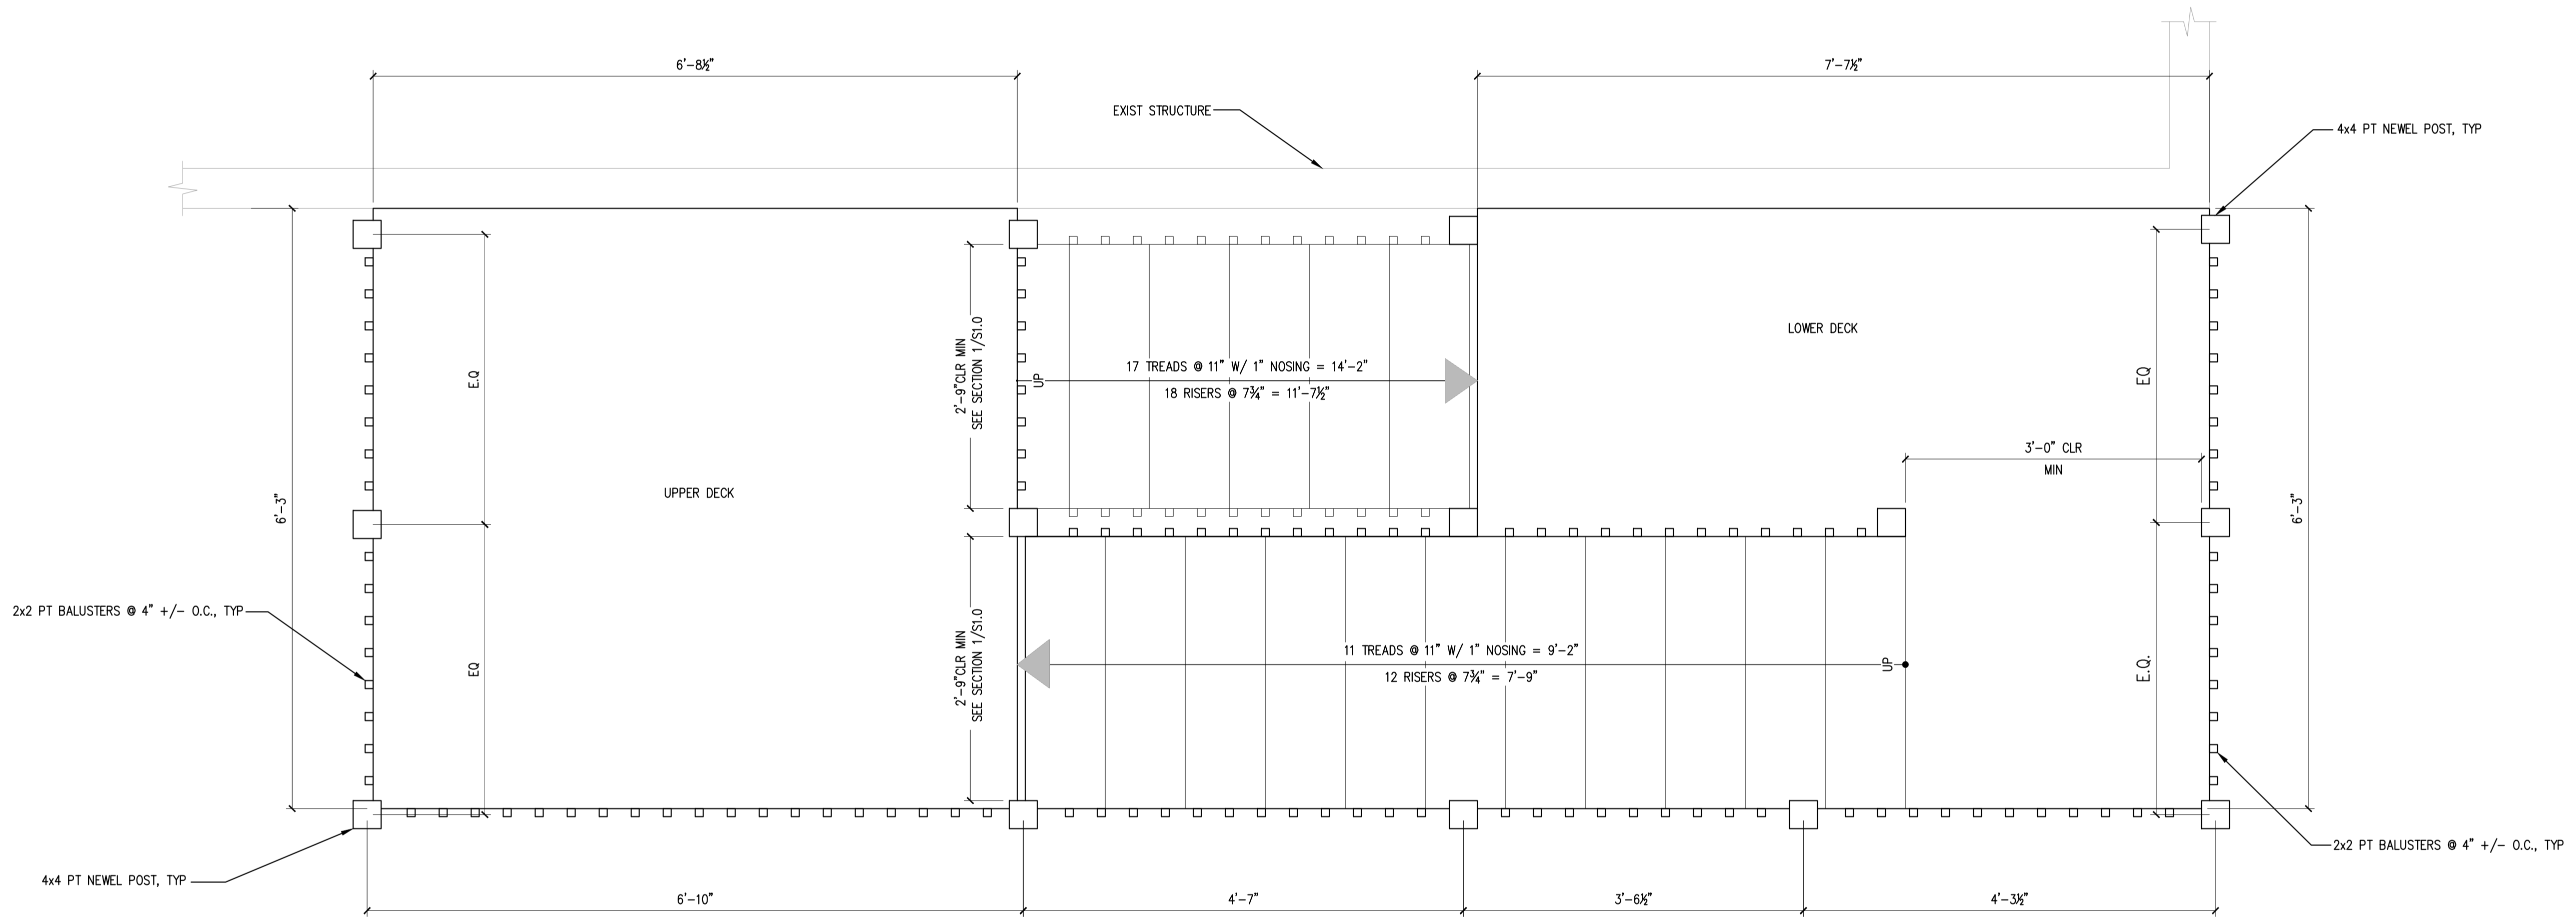 6'-8½"
7'-7½"
EXIST STRUCTURE
4x4 PT NEWEL POST, TYP
LOWER DECK
17 TREADS @ 11" W/ 1" NOSING = 14'-2"
UP
18 RISERS @ 7¾" = 11'-7½"
2'-9"CLR MIN
SEE SECTION 1/S1.0
E.Q
EQ
3'-0" CLR
MIN
UPPER DECK
6'-3"
6'-3"
2x2 PT BALUSTERS @ 4" +/- O.C., TYP
EQ
2'-9"CLR MIN
SEE SECTION 1/S1.0
11 TREADS @ 11" W/ 1" NOSING = 9'-2"
UP
12 RISERS @ 7¾" = 7'-9"
E.Q.
2x2 PT BALUSTERS @ 4" +/- O.C., TYP
4x4 PT NEWEL POST, TYP
6'-10"
4'-7"
3'-6½"
4'-3½"